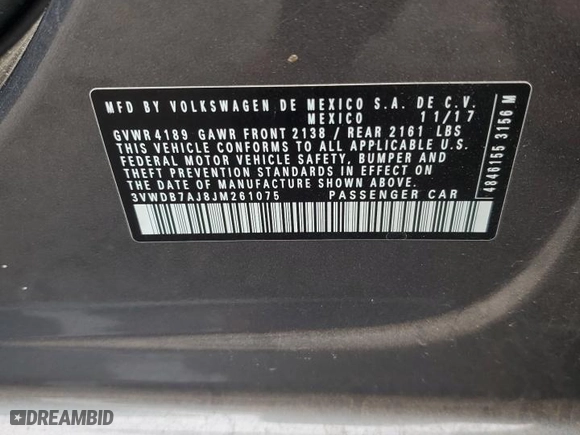 MFD BY VOLKSWAGEN DE MEXICO S.A. DE C.V.
MEXICO 11/17
GVWR 4189 GAWR FRONT 2138 / REAR 2161 LBS
THIS VEHICLE CONFORMS TO ALL APPLICABLE U.S.
FEDERAL MOTOR VEHICLE SAFETY, BUMPER AND
THEFT PREVENTION STANDARDS IN EFFECT ON
THE DATE OF MANUFACTURE SHOWN ABOVE
3VWDB7AJ8JM261075 PASSENGER CAR
4846155 3156 M
DREAMBID